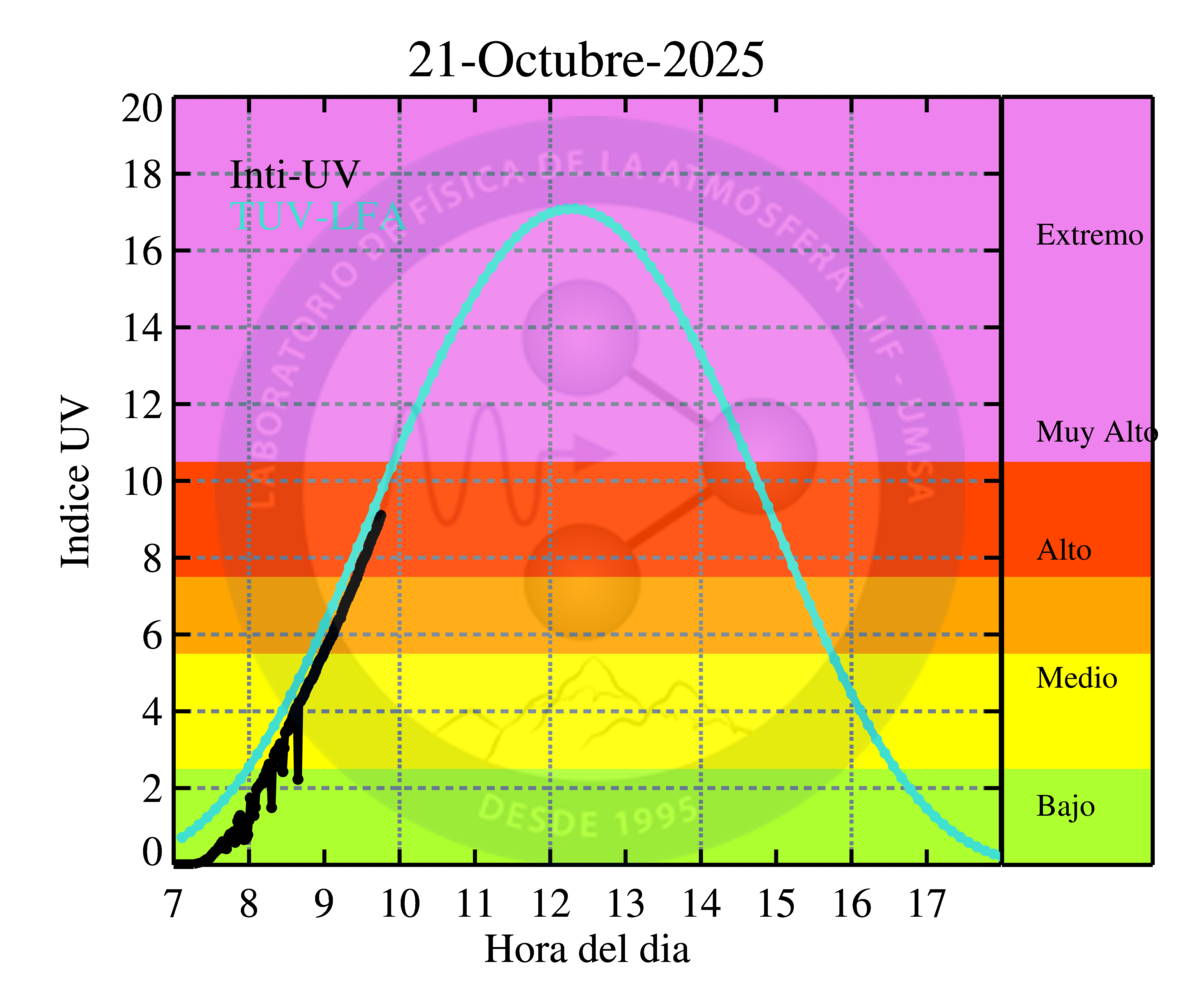 21-Octubre-2025
Inti-UV
TUV-LFA
LABORATORIO DE FÍSICA DE LA ATMÓSFERA - IIF - UMSA
DESDE 1995
Indice UV
20
18
16
14
12
10
8
6
4
2
0
Extremo
Muy Alto
Alto
Medio
Bajo
7 8 9 10 11 12 13 14 15 16 17
Hora del dia